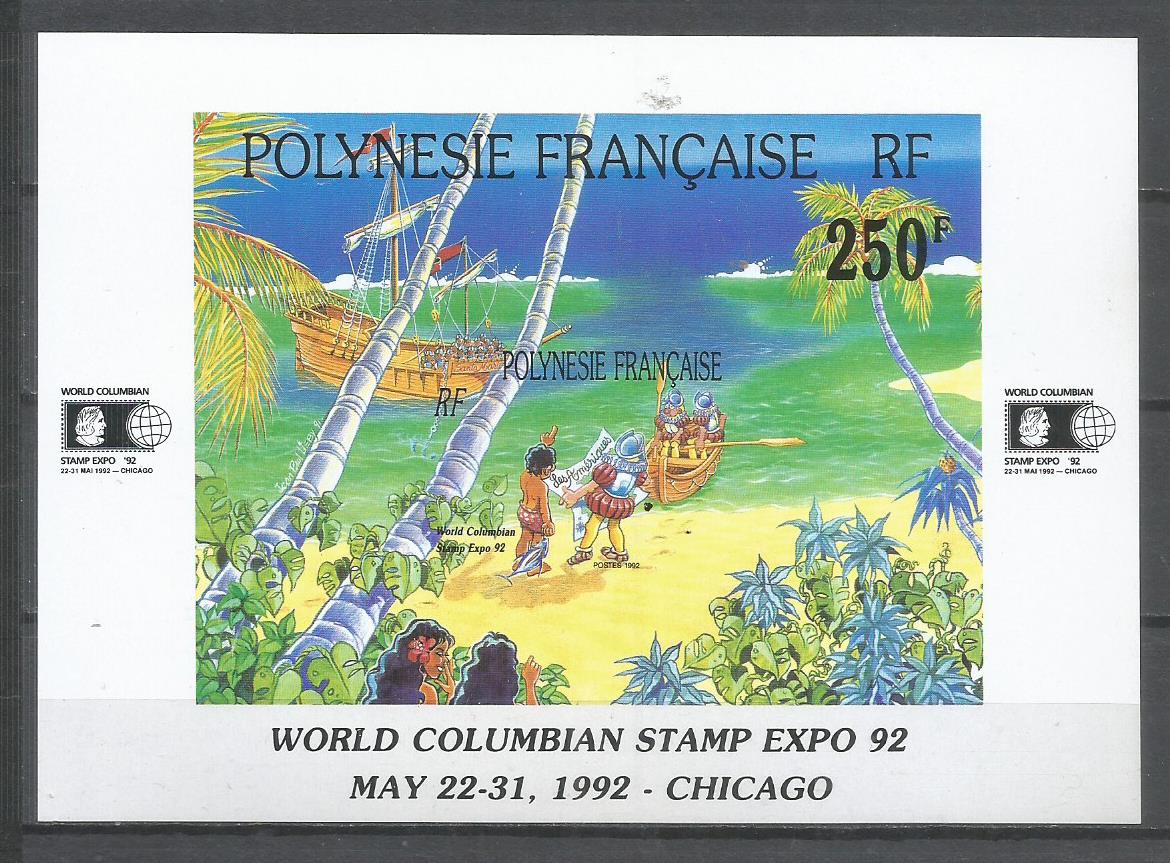 POLYNESIE FRANÇAISE RF
250F
Santa Maria
POLYNESIE FRANÇAISE
RF
WORLD COLUMBIAN
STAMP EXPO '92
22-31 MAI 1992 — CHICAGO
WORLD COLUMBIAN
STAMP EXPO '92
22-31 MAI 1992 — CHICAGO
Les Amériques
World Columbian
Stamp Expo 92
POSTES 1992
WORLD COLUMBIAN STAMP EXPO 92
MAY 22-31, 1992 - CHICAGO